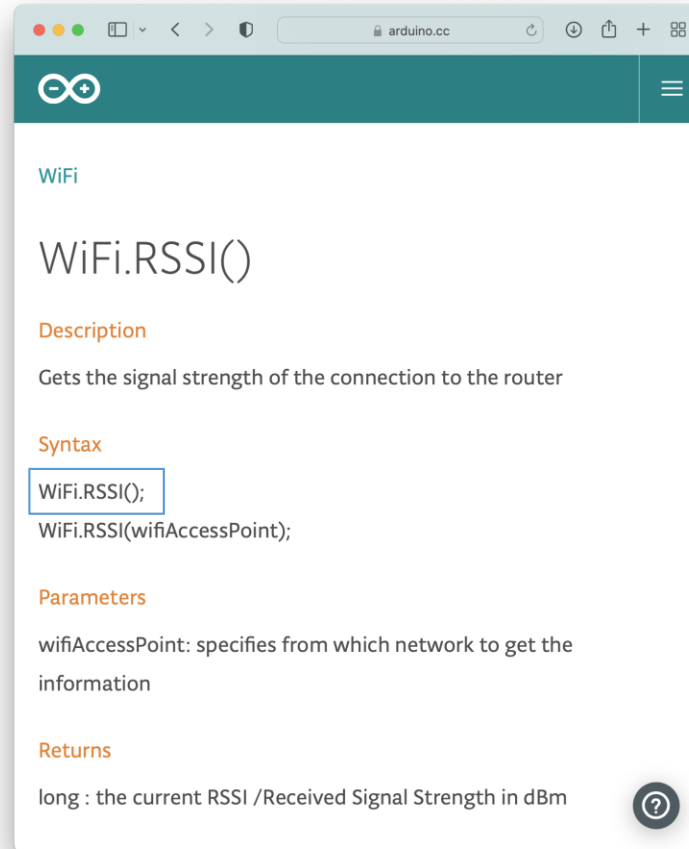 arduino.cc
WiFi
WiFi.RSSI()
Description
Gets the signal strength of the connection to the router
Syntax
WiFi.RSSI();
WiFi.RSSI(wifiAccessPoint);
Parameters
wifiAccessPoint: specifies from which network to get the
information
Returns
long : the current RSSI /Received Signal Strength in dBm